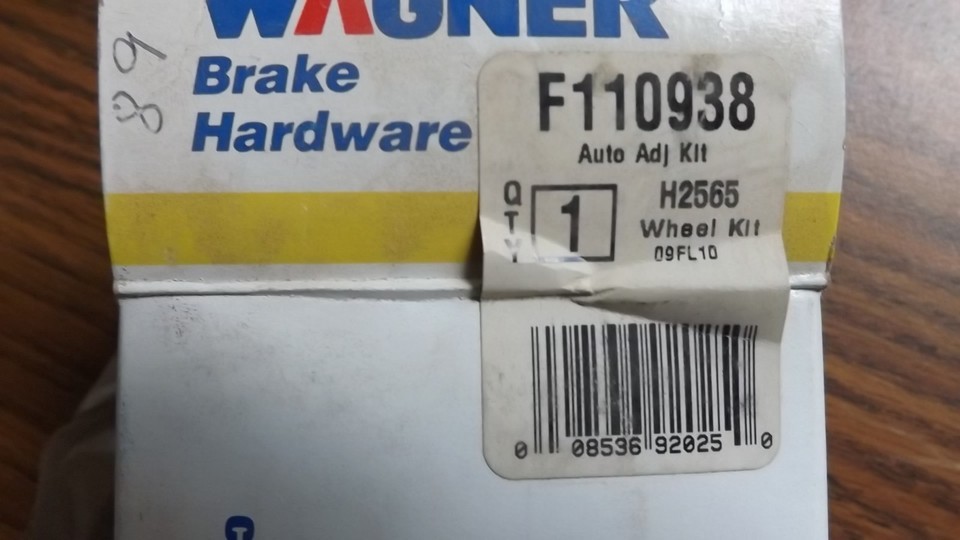 WAGNER
Brake
Hardware
89
F110938
Auto Adj Kit
QTY 1
H2565
Wheel Kit
09FL10
0 08536 92025 0